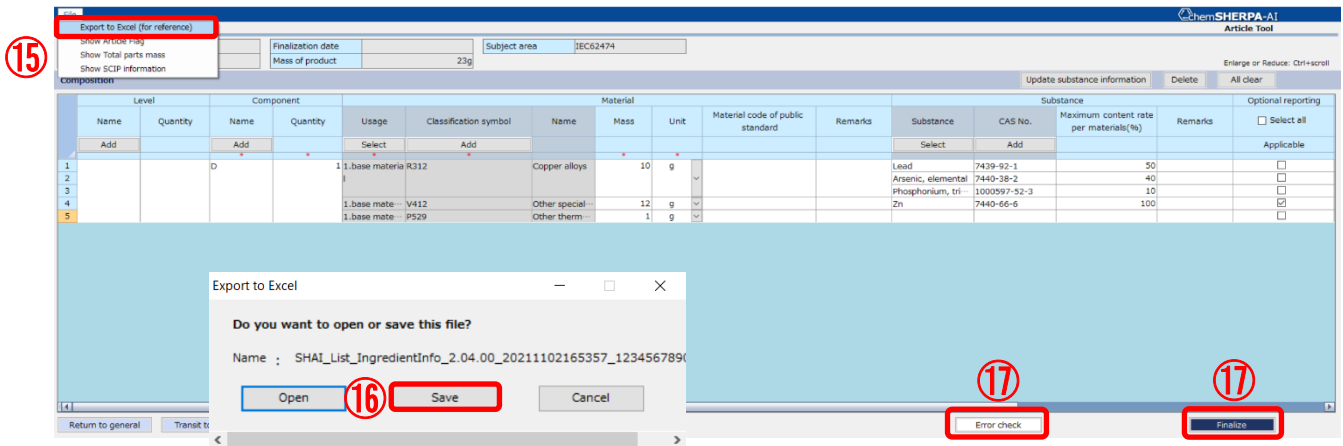 File
ChemSHERPA-AI
Export to Excel (for reference)
Article Tool
⑮
Show Article Flag
Show Total parts mass
Show SCIP information
Finalization date
Subject area
IEC62474
Mass of product
23g
Enlarge or Reduce: Ctrl+scroll
Composition
Update substance information
Delete
All clear
Level Component Material Substance Optional reporting
Name Quantity Name Quantity Usage Classification symbol Name Mass Unit Material code of public standard Remarks Substance CAS No. Maximum content rate per materials(%) Remarks Select all
Add Add Select Add Select Add Applicable
* * * * * *
1 D 1 1.base material R312 Copper alloys 10 g Lead 7439-92-1 50
2 Arsenic, elemental 7440-38-2 40
3 Phosphonium, tri… 1000597-52-3 10
4 1.base mate… V412 Other special… 12 g Zn 7440-66-6 100
5 1.base mate… P529 Other therm… 1 g
Export to Excel
Do you want to open or save this file?
Name : SHAI_List_IngredientInfo_2.04.00_20211102165357_1234567890
Open
⑯
Save
Cancel
⑰
⑰
Return to general
Transit to
Error check
Finalize